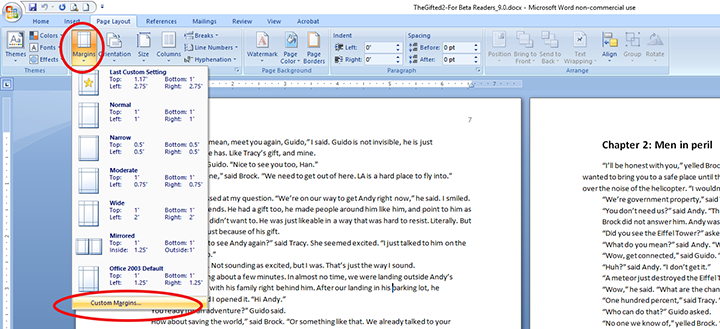 TheGifted2-For Beta Readers_9.0.docx - Microsoft Word non-commercial use
Home Insert Page Layout References Mailings Review View Acrobat
Themes Colors Fonts Effects
Margins Orientation Size Columns Breaks Line Numbers Hyphenation
Watermark Page Color Page Borders
Indent Left: 0" Right: 0"
Spacing Before: 0 pt After: 0 pt
Position Bring to Front Send to Back Text Wrapping Align Group Rotate
Themes Page Background Paragraph Arrange
Last Custom Setting
Top: 1.17" Bottom: 1"
Left: 2.75" Right: 2.75"
Normal
Top: 1" Bottom: 1"
Left: 1" Right: 1"
Narrow
Top: 0.5" Bottom: 0.5"
Left: 0.5" Right: 0.5"
Moderate
Top: 1" Bottom: 1"
Left: 0.75" Right: 0.75"
Wide
Top: 1" Bottom: 1"
Left: 2" Right: 2"
Mirrored
Top: 1" Bottom: 1"
Inside: 1.25" Outside: 1"
Office 2003 Default
Top: 1" Bottom: 1"
Left: Right:
Custom Margins...
7
mean, meet you again, Guido," I said. Guido is not invisible, he is just
he has. Like Tracy's gift, and mine.
Guido. "Nice to see you too, Han."
," said Brock. "We need to get out of here. LA is a hard place to fly into."
used at my question. "We're on our way to get Andy right now," he said. I smiled.
ends. He had a gift too, he made people around him like him, and point to him as
didn't want to. He was just likeable in a way that was hard to resist. Literally. But
just because of his gift.
to see Andy again?" said Tracy. She seemed excited. "I just talked to him on the
Not sounding as excited, but I was. That's just the way I sound.
ng about a few minutes. In almost no time, we were landing outside Andy's
with his family right behind him. After our landing in his parking lot, he
d I opened it. "Hi Andy."
You ready for an adventure?" Guido said.
How about saving the world," said Brock. "Or something like that. We already talked to your
Chapter 2: Men in peril
"I'll be honest with you," yelled Brock
wanted to bring you to a safe place until th
over the noise of the helicopter. "I wouldn
"We're government property," said
"You don't need us?" said Andy. "Th
Brock did not answer him. Andy was
"Did you see the Eiffel Tower?" aske
"What do you mean?" said Andy. "
"Wow, get connected," said Guido.
"Huh?" said Andy. "I don't get it."
"A meteor just destroyed the Eiffel T
"Wow," he said. "What are the chan
"One hundred percent," said Tracy.
"Who can do that?" Guido asked.
"No one we know of," yelled Brock.